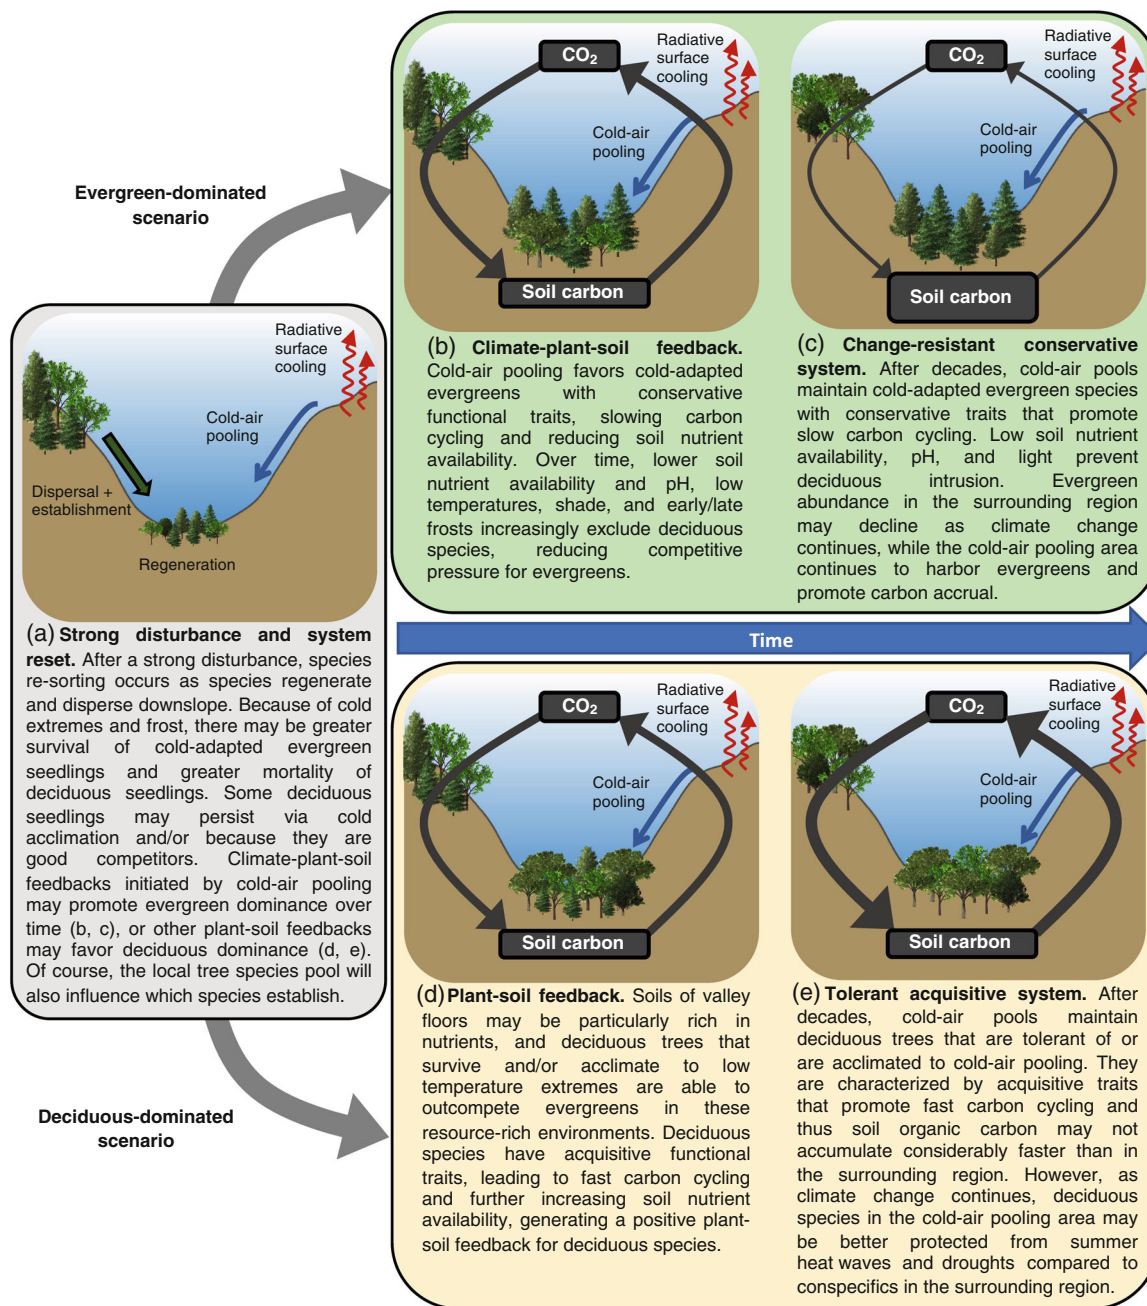 Evergreen-dominated
scenario
Radiative
surface
cooling
Cold-air
pooling
Dispersal +
establishment
Regeneration
(a) Strong disturbance and system
reset. After a strong disturbance, species
re-sorting occurs as species regenerate
and disperse downslope. Because of cold
extremes and frost, there may be greater
survival of cold-adapted evergreen
seedlings and greater mortality of
deciduous seedlings. Some deciduous
seedlings may persist via cold
acclimation and/or because they are
good competitors. Climate-plant-soil
feedbacks initiated by cold-air pooling
may promote evergreen dominance over
time (b, c), or other plant-soil feedbacks
may favor deciduous dominance (d, e).
Of course, the local tree species pool will
also influence which species establish.
Deciduous-dominated
scenario
CO2
Radiative
surface
cooling
Cold-air
pooling
Soil carbon
(b) Climate-plant-soil feedback.
Cold-air pooling favors cold-adapted
evergreens with conservative
functional traits, slowing carbon
cycling and reducing soil nutrient
availability. Over time, lower soil
nutrient availability and pH, low
temperatures, shade, and early/late
frosts increasingly exclude deciduous
species, reducing competitive
pressure for evergreens.
CO2
Radiative
surface
cooling
Cold-air
pooling
Soil carbon
(c) Change-resistant conservative
system. After decades, cold-air pools
maintain cold-adapted evergreen species
with conservative traits that promote
slow carbon cycling. Low soil nutrient
availability, pH, and light prevent
deciduous intrusion. Evergreen
abundance in the surrounding region
may decline as climate change
continues, while the cold-air pooling area
continues to harbor evergreens and
promote carbon accrual.
Time
CO2
Radiative
surface
cooling
Cold-air
pooling
Soil carbon
(d) Plant-soil feedback. Soils of valley
floors may be particularly rich in
nutrients, and deciduous trees that
survive and/or acclimate to low
temperature extremes are able to
outcompete evergreens in these
resource-rich environments. Deciduous
species have acquisitive functional
traits, leading to fast carbon cycling
and further increasing soil nutrient
availability, generating a positive plant-
soil feedback for deciduous species.
CO2
Radiative
surface
cooling
Cold-air
pooling
Soil carbon
(e) Tolerant acquisitive system. After
decades, cold-air pools maintain
deciduous trees that are tolerant of or
are acclimated to cold-air pooling. They
are characterized by acquisitive traits
that promote fast carbon cycling and
thus soil organic carbon may not
accumulate considerably faster than in
the surrounding region. However, as
climate change continues, deciduous
species in the cold-air pooling area may
be better protected from summer
heat waves and droughts compared to
conspecifics in the surrounding region.